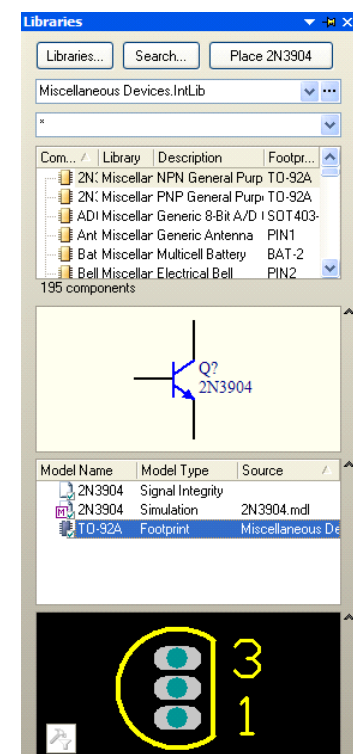 Libraries
Libraries... Search... Place 2N3904
Miscellaneous Devices.IntLib ...
*
Com... Library Description Footpr...
2N: Miscellar NPN General Purp TO-92A
2N: Miscellar PNP General Purp TO-92A
ADI Miscellar Generic 8-Bit A/D SOT403-
Ant Miscellar Generic Antenna PIN1
Bat Miscellar Multicell Battery BAT-2
Bell Miscellar Electrical Bell PIN2
195 components
Q?
2N3904
Model Name Model Type Source
2N3904 Signal Integrity
M 2N3904 Simulation 2N3904.mdl
TO-92A Footprint Miscellaneous De
3
1